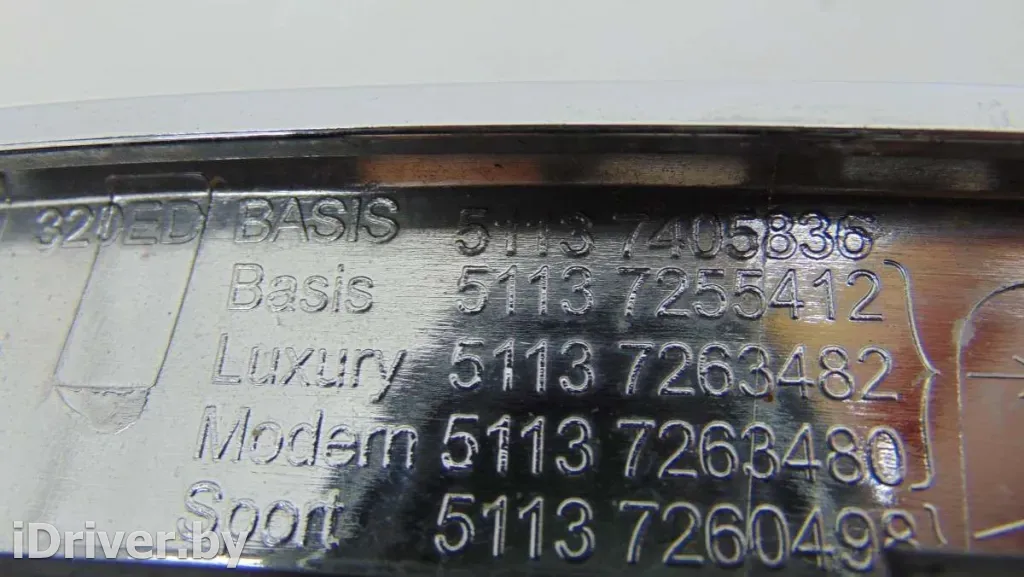 320ED BASIS 5113 7405836
Basis 5113 7255412
Luxury 5113 7263482
Modern 5113 7263480
Sport 5113 7260498
iDriver.by